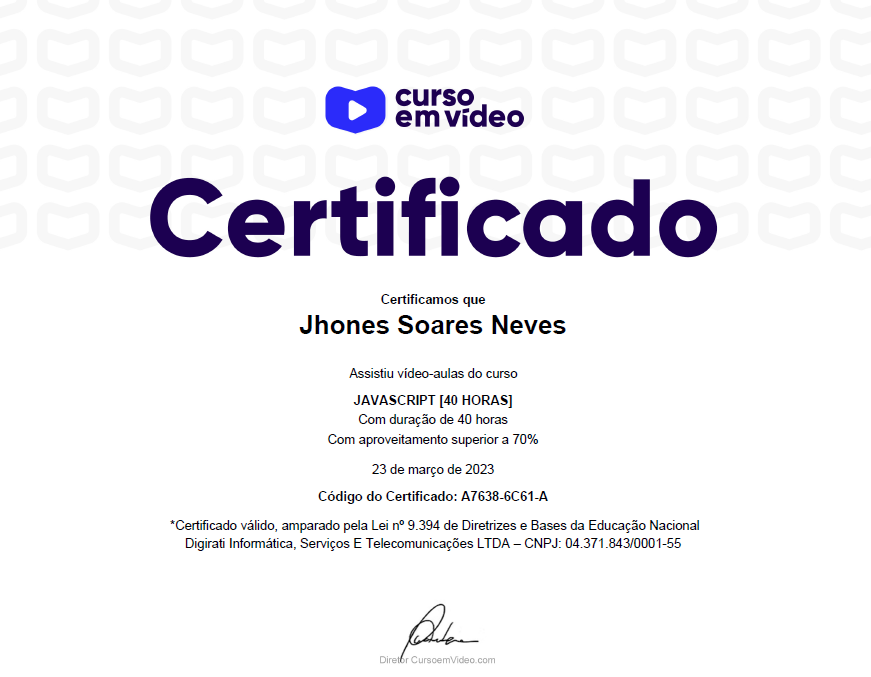 curso
em vídeo
Certificado
Certificamos que
Jhones Soares Neves
Assistiu vídeo-aulas do curso
JAVASCRIPT [40 HORAS]
Com duração de 40 horas
Com aproveitamento superior a 70%
23 de março de 2023
Código do Certificado: A7638-6C61-A
*Certificado válido, amparado pela Lei nº 9.394 de Diretrizes e Bases da Educação Nacional
Digirati Informática, Serviços E Telecomunicações LTDA – CNPJ: 04.371.843/0001-55
Diretor CursoemVideo.com